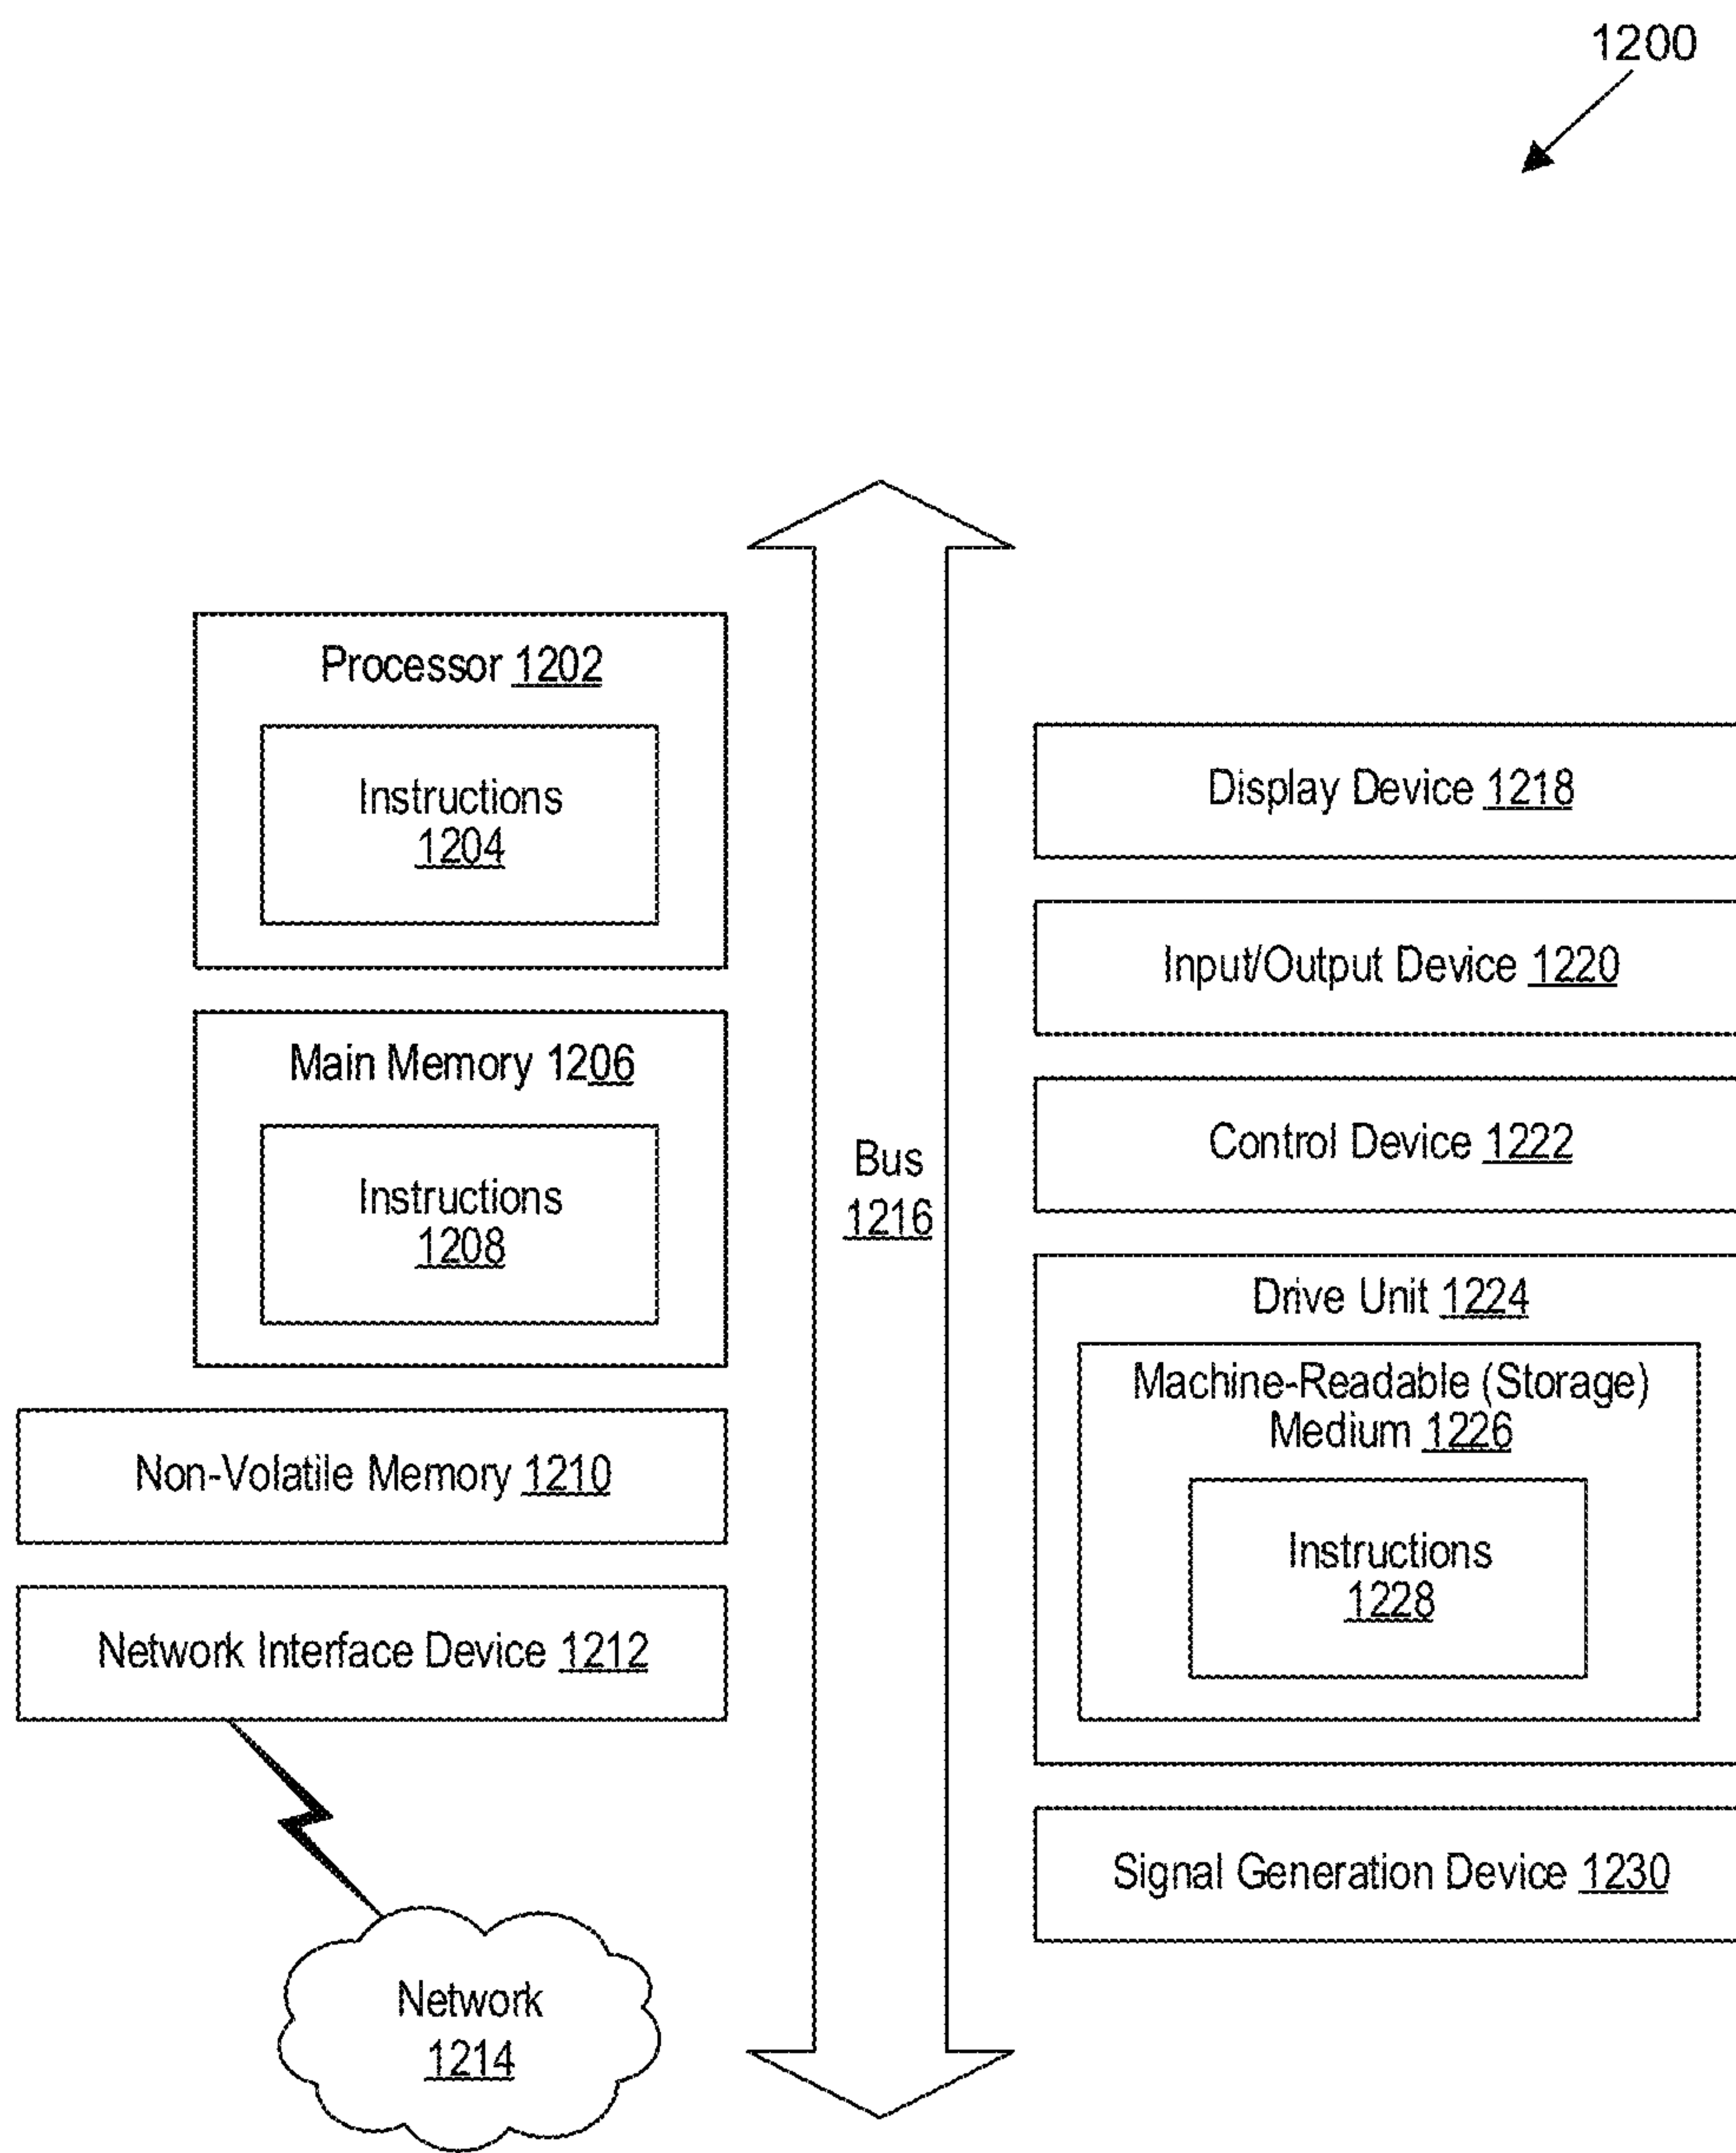 1200
Processor 1202
Instructions
1204
Main Memory 1206
Instructions
1208
Non-Volatile Memory 1210
Network Interface Device 1212
Network
1214
Bus
1216
Display Device 1218
Input/Output Device 1220
Control Device 1222
Drive Unit 1224
Machine-Readable (Storage)
Medium 1226
Instructions
1228
Signal Generation Device 1230